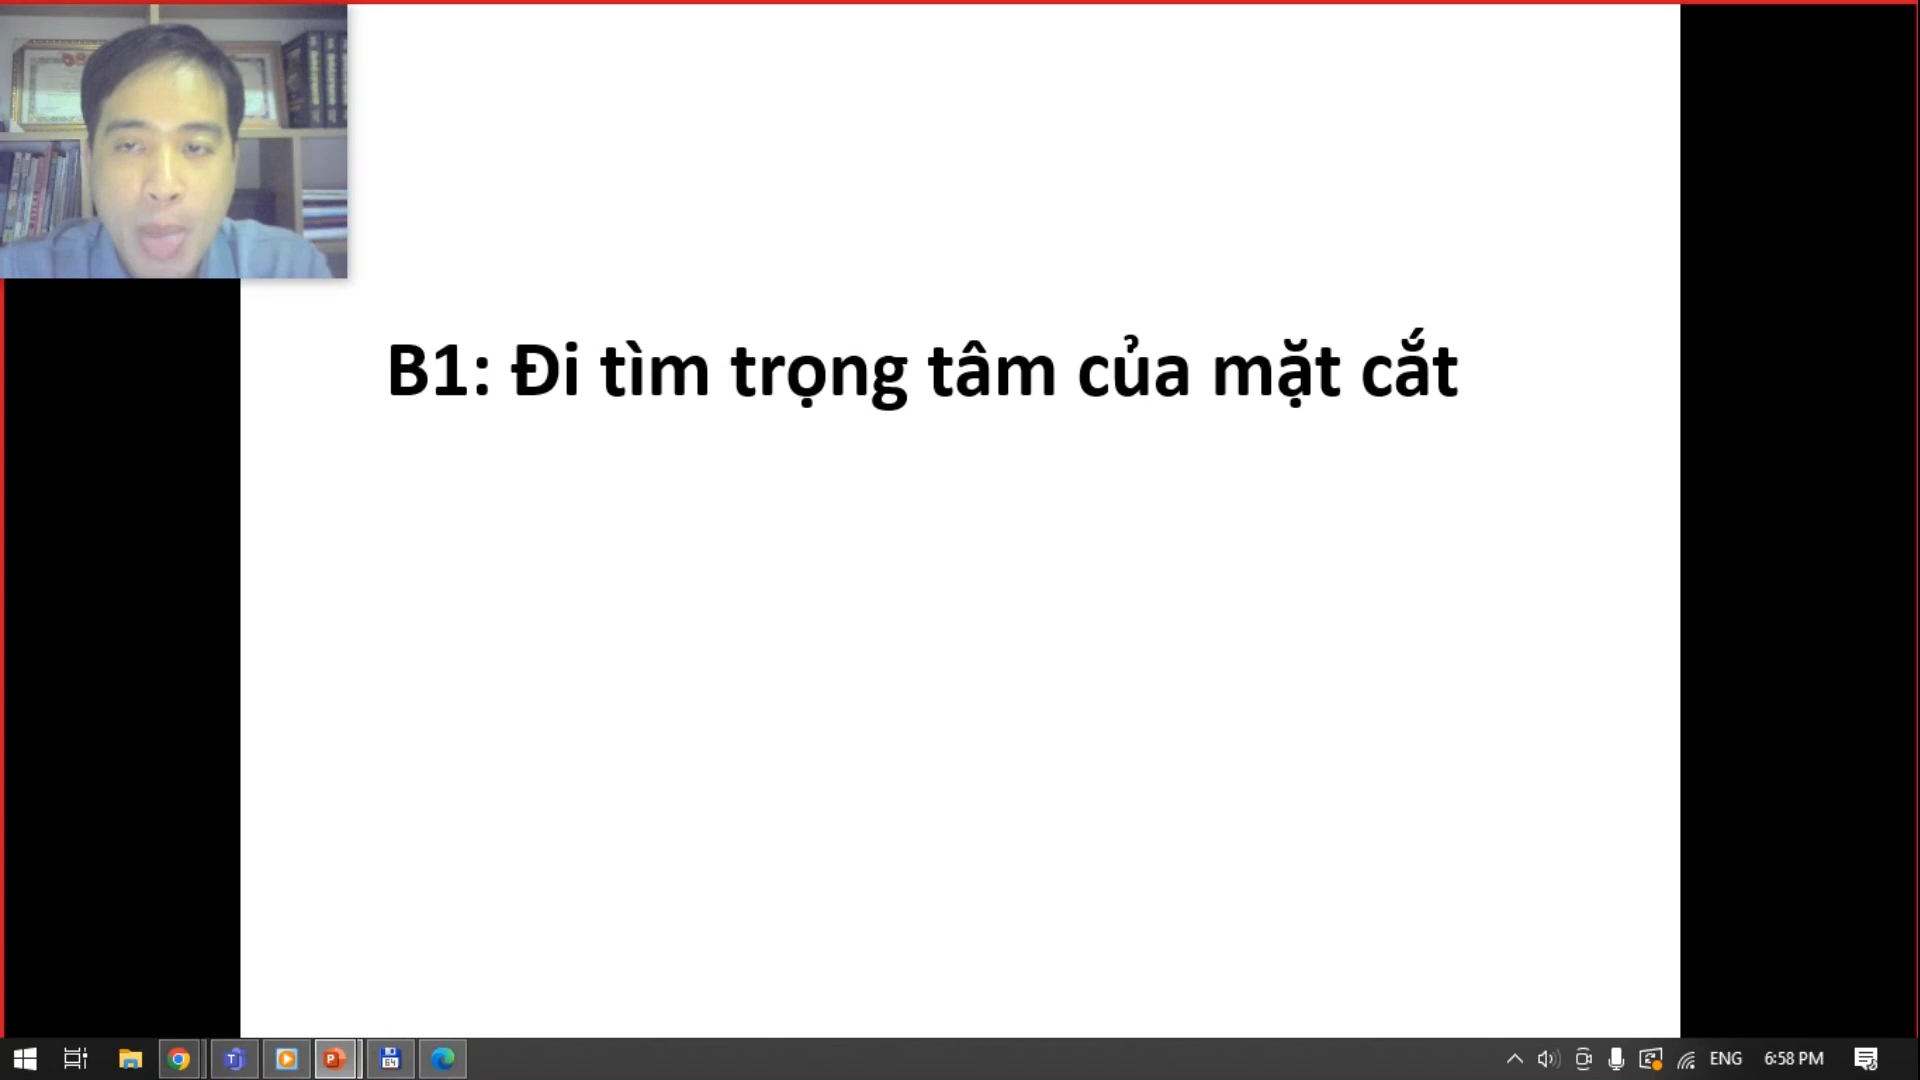 B1: Đi tìm trọng tâm của mặt cắt
ENG
6:58 PM